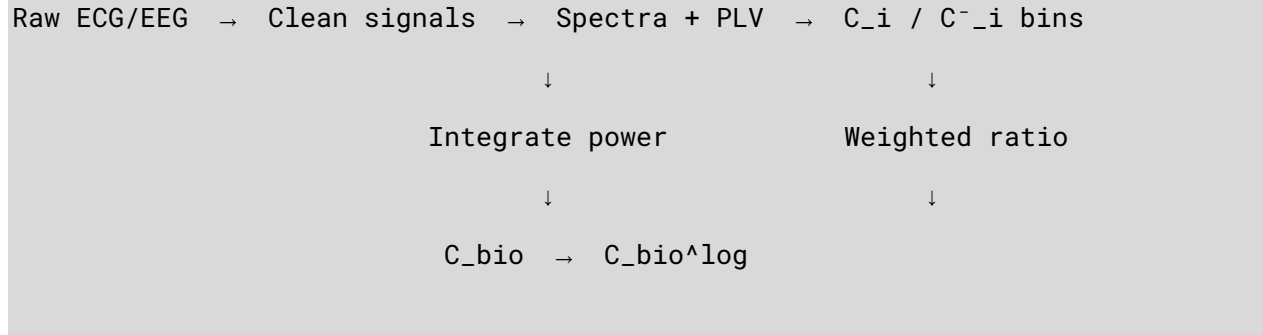 Raw ECG/EEG → Clean signals → Spectra + PLV → C_i / C⁻_i bins
↓ ↓
Integrate power Weighted ratio
↓ ↓
C_bio → C_bio^log